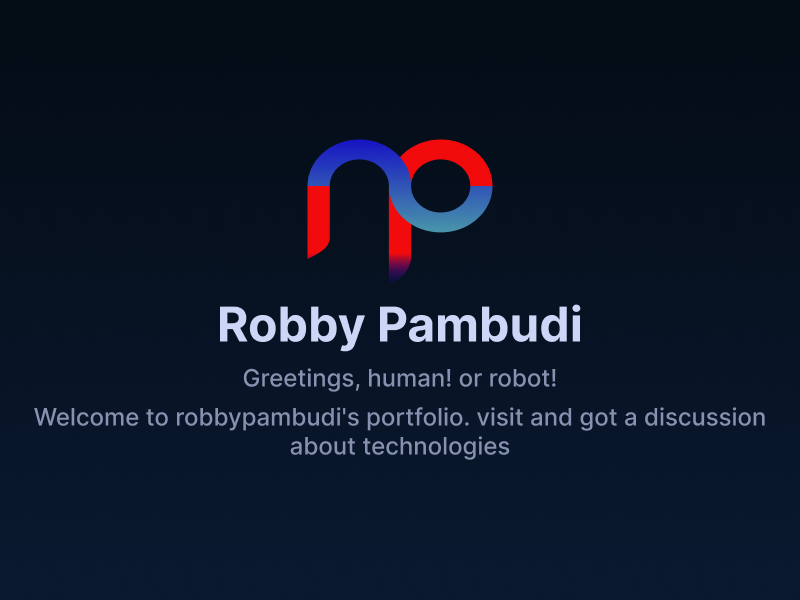 Robby Pambudi
Greetings, human! or robot!
Welcome to robbypambudi's portfolio. visit and got a discussion
about technologies